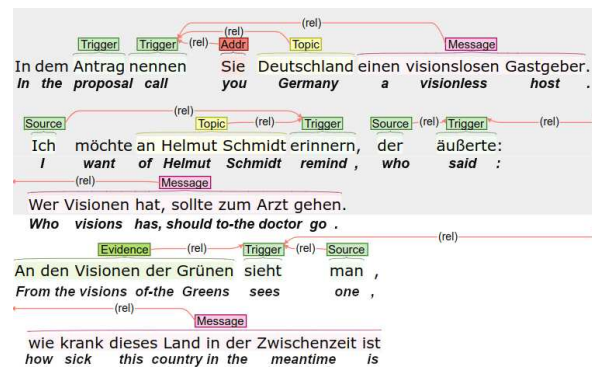 (rel)
Trigger Trigger (rel) Addr Topic Message
In dem Antrag nennen Sie Deutschland einen visionslosen Gastgeber.
In the proposal call you Germany a visionless host .
(rel)
Source Topic (rel) Trigger Source (rel) Trigger (rel)
Ich möchte an Helmut Schmidt erinnern, der äußerte:
I want of Helmut Schmidt remind , who said :
(rel) Message
Wer Visionen hat, sollte zum Arzt gehen.
Who visions has, should to-the doctor go .
(rel)
Evidence (rel) Trigger (rel) Source
An den Visionen der Grünen sieht man ,
From the visions of-the Greens sees one ,
(rel)
Message
wie krank dieses Land in der Zwischenzeit ist
how sick this country in the meantime is